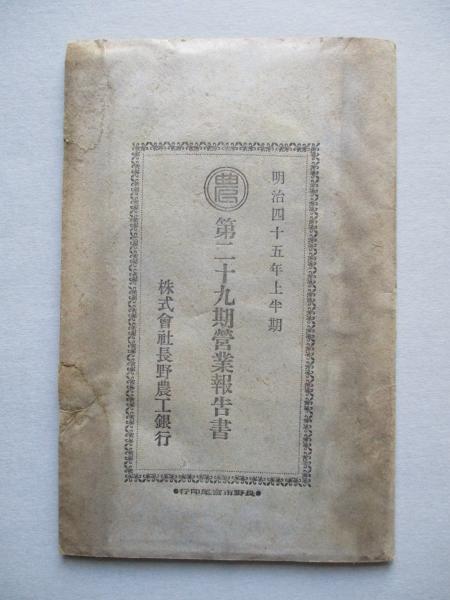 明治四十五年上半期
農
第二十九期營業報告書
株式會社長野農工銀行